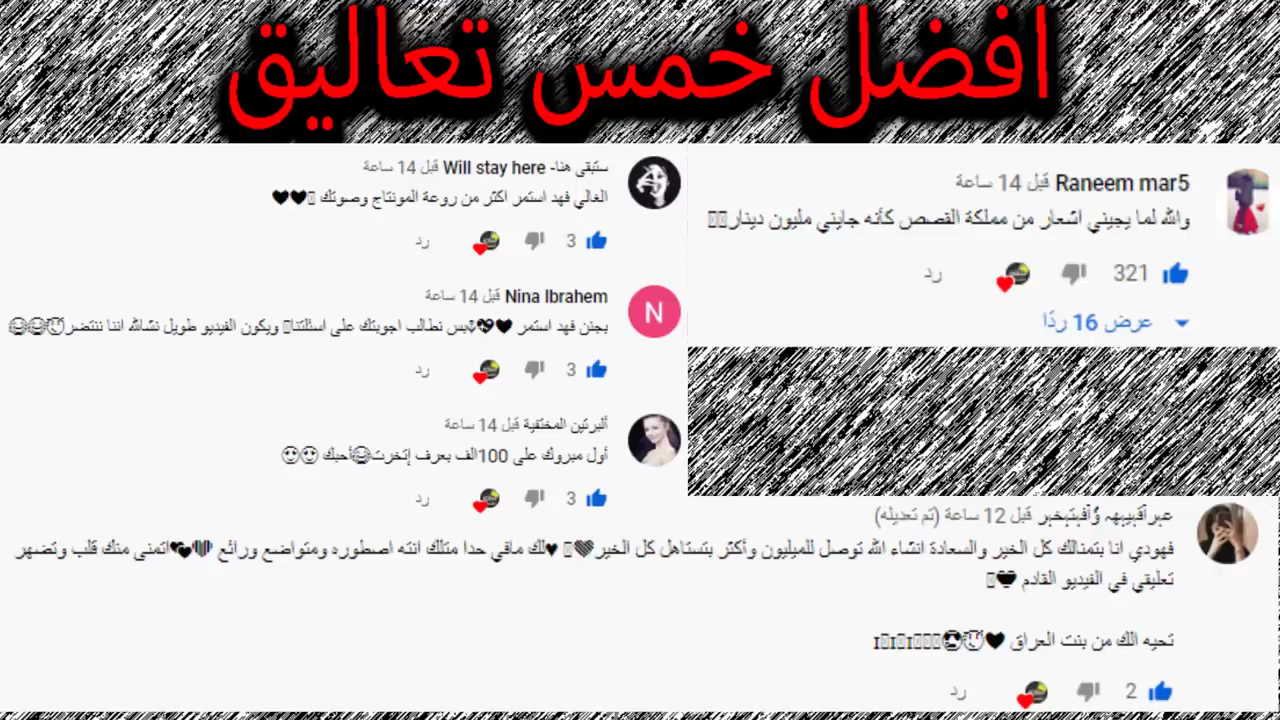 افضل خمس تعاليق
Raneem mar5 قبل 14 ساعة
والله لما يجيني اشعار من مملكة القصص كأنه جايني مليون دينار
321
رد
عرض 16 ردًا
ستبقى هنا- Will stay here قبل 14 ساعة
الغالي فهد استمر اكثر من روعة المونتاج وصوتك 🖤🖤
3
رد
N
Nina Ibrahem قبل 14 ساعة
بجنن فهد استمر 🖤💖بس نطالب اجوبتك على اسئلتنا ويكون الفيديو طويل نشالله اننا ننتضر
3
رد
ألبرتين المختفية قبل 14 ساعة
أول مبروك على 100الف بعرف إتخرت😂أحبك
3
رد
قبل 12 ساعة (تم تعديله)
فهودي انا بتمنالك كل الخير والسعادة انشاء الله توصل للمليون وأكثر بتستاهل كل الخير ♥لك مافي حدا متلك انته اصطوره ومتواضع ورائع اتمنى منك قلب وتضهر
تعليقي في الفيديو القادم
تحيه الك من بنت العراق 🖤
2
رد